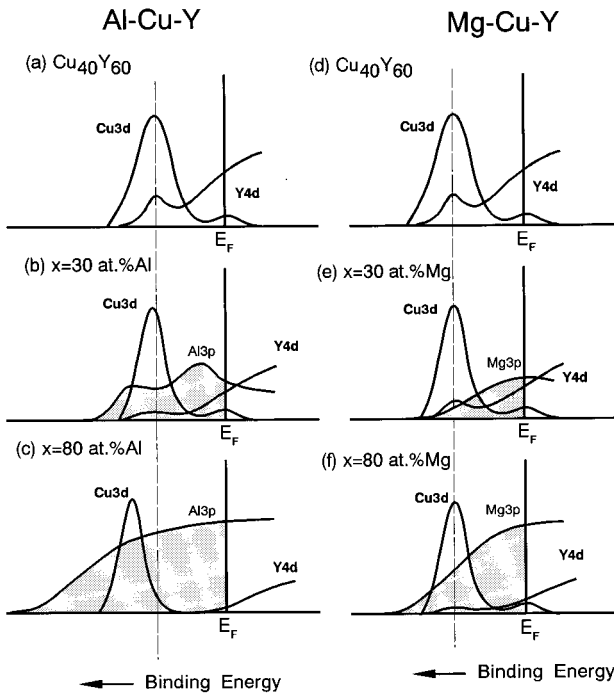 Al-Cu-Y
(a) Cu40Y60
Cu3d
Y4d
EF
(b) x=30 at.%Al
Cu3d
Al3p
Y4d
EF
(c) x=80 at.%Al
Cu3d
Al3p
Y4d
EF
Binding Energy
Mg-Cu-Y
(d) Cu40Y60
Cu3d
Y4d
EF
(e) x=30 at.%Mg
Cu3d
Mg3p
Y4d
EF
(f) x=80 at.%Mg
Cu3d
Mg3p
Y4d
EF
Binding Energy